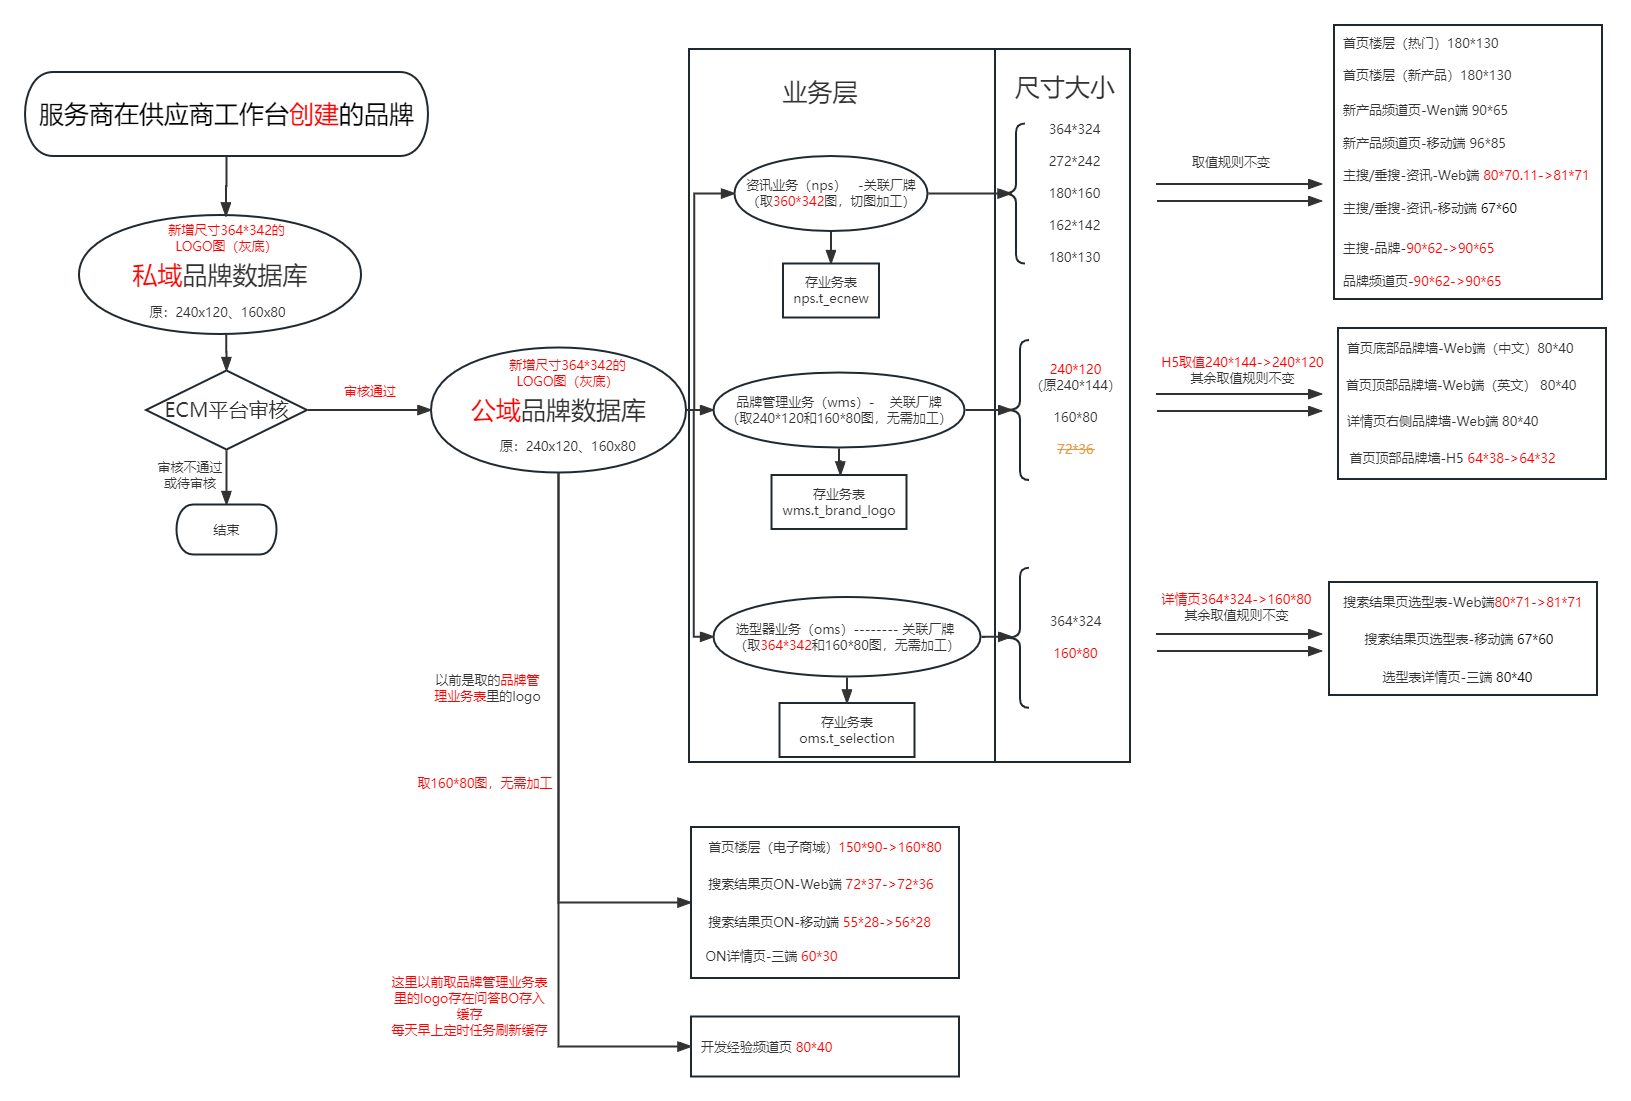 服务商在供应商工作台创建的品牌
新增尺寸364*342的
LOGO图（灰底）
私域品牌数据库
原：240x120、160x80
ECM平台审核
审核通过
审核不通过
或待审核
结束
新增尺寸364*342的
LOGO图（灰底）
公域品牌数据库
原：240x120、160x80
业务层
尺寸大小
资讯业务（nps） -关联厂牌
（取360*342图，切图加工）
存业务表
nps.t_ecnew
364*324
272*242
180*160
162*142
180*130
取值规则不变
首页楼层（热门）180*130
首页楼层（新产品）180*130
新产品频道页-Wen端 90*65
新产品频道页-移动端 96*85
主搜/垂搜-资讯-Web端 80*70.11->81*71
主搜/垂搜-资讯-移动端 67*60
主搜-品牌-90*62->90*65
品牌频道页-90*62->90*65
品牌管理业务（wms）- 关联厂牌
（取240*120和160*80图，无需加工）
存业务表
wms.t_brand_logo
240*120
（原240*144）
160*80
72*36
H5取值240*144->240*120
其余取值规则不变
首页底部品牌墙-Web端（中文）80*40
首页顶部品牌墙-Web端（英文） 80*40
详情页右侧品牌墙-Web端 80*40
首页顶部品牌墙-H5 64*38->64*32
选型器业务（oms）-------- 关联厂牌
（取364*342和160*80图，无需加工）
存业务表
oms.t_selection
364*324
160*80
详情页364*324->160*80
其余取值规则不变
搜索结果页选型表-Web端80*71->81*71
搜索结果页选型表-移动端 67*60
选型表详情页-三端 80*40
以前是取的品牌管
理业务表里的logo
取160*80图，无需加工
首页楼层（电子商城）150*90->160*80
搜索结果页ON-Web端 72*37->72*36
搜索结果页ON-移动端 55*28->56*28
ON详情页-三端 60*30
这里以前取品牌管理业务表
里的logo存在问答BO存入
缓存
每天早上定时任务刷新缓存
开发经验频道页 80*40